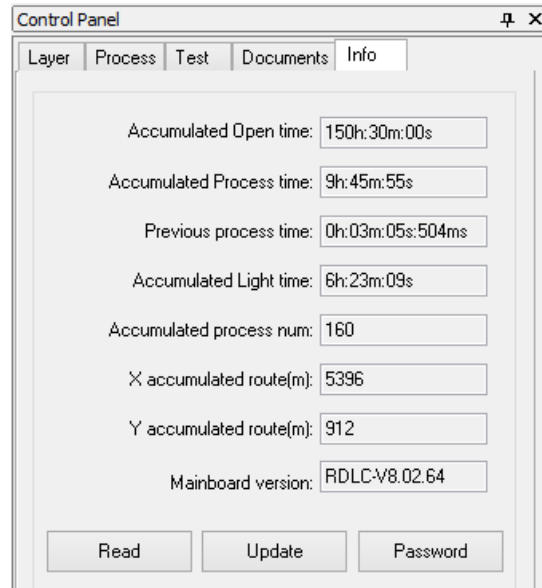 Control Panel
Layer Process Test Documents Info
Accumulated Open time: 150h:30m:00s
Accumulated Process time: 9h:45m:55s
Previous process time: 0h:03m:05s:504ms
Accumulated Light time: 6h:23m:09s
Accumulated process num: 160
X accumulated route(m): 5396
Y accumulated route(m): 912
Mainboard version: RDLC-V8.02.64
Read Update Password